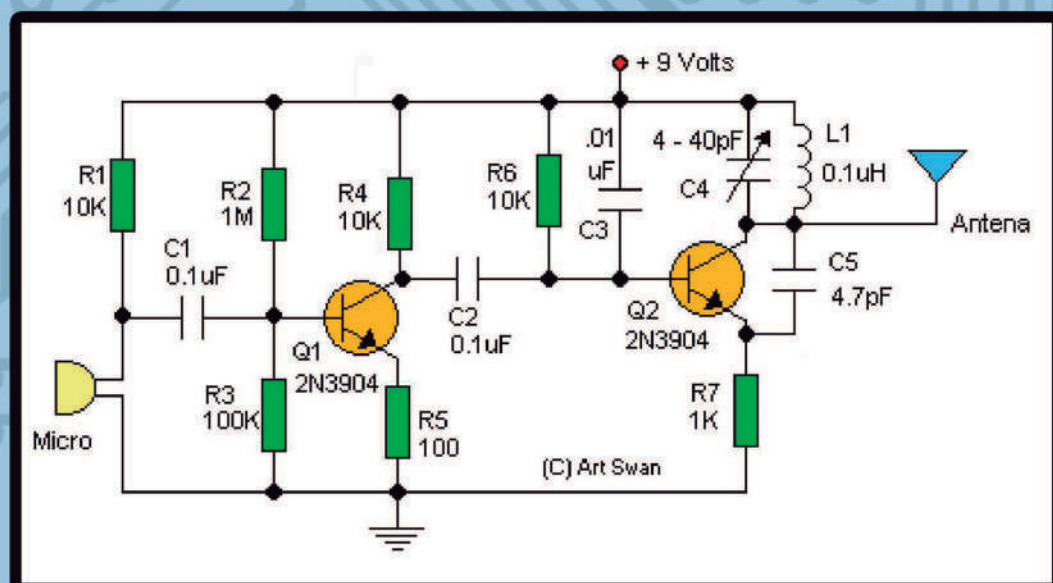 + 9 Volts
R1
10K
R2
1M
R4
10K
R6
10K
.01
uF
C3
4 - 40pF
C4
L1
0.1uH
Antena
C1
0.1uF
C2
0.1uF
Q1
2N3904
Q2
2N3904
C5
4.7pF
Micro
R3
100K
R5
100
R7
1K
(C) Art Swan